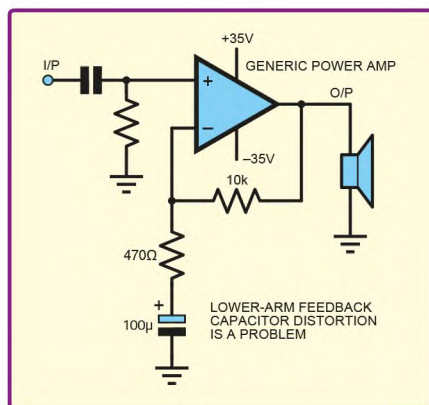 +35V
I/P
GENERIC POWER AMP
+
O/P
–
–35V
10k
470Ω
+
100µ
LOWER-ARM FEEDBACK
CAPACITOR DISTORTION
IS A PROBLEM